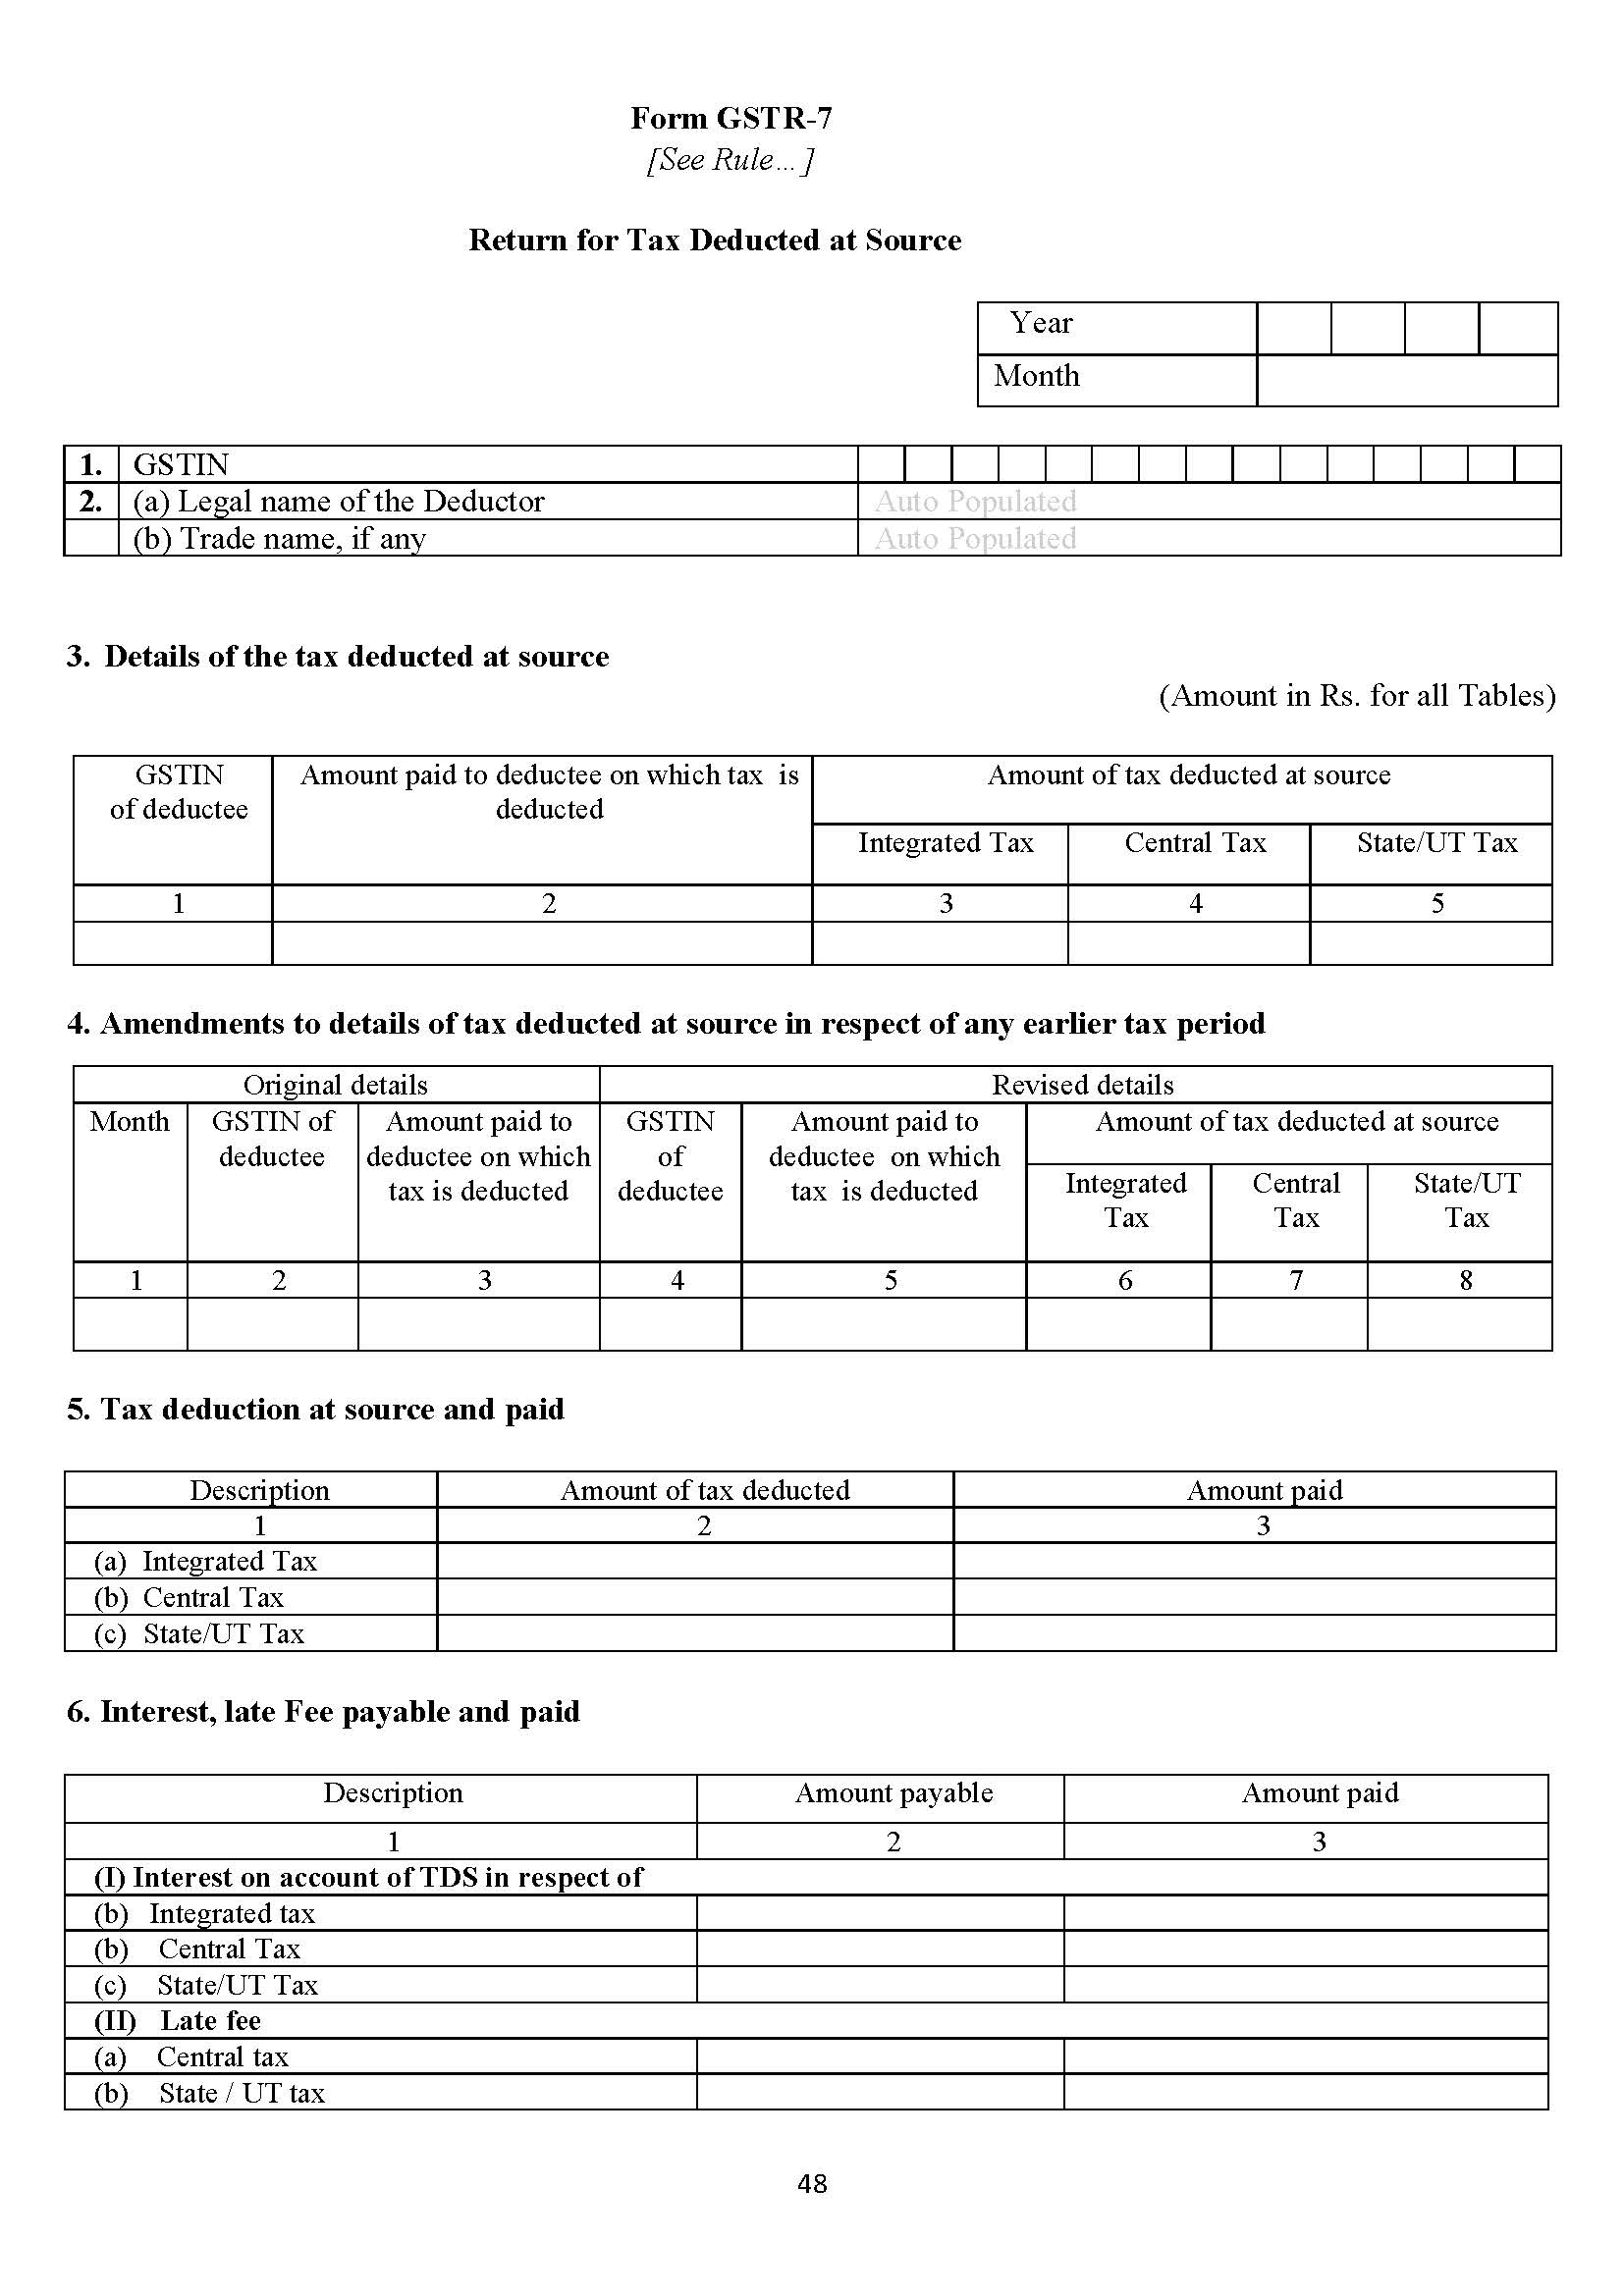 Form GSTR-7
[See Rule…]
Return for Tax Deducted at Source
Year
Month
1. GSTIN
2. (a) Legal name of the Deductor Auto Populated
(b) Trade name, if any Auto Populated
3. Details of the tax deducted at source
(Amount in Rs. for all Tables)
GSTIN
of deductee
Amount paid to deductee on which tax is
deducted
Amount of tax deducted at source
Integrated Tax Central Tax State/UT Tax
1 2 3 4 5
4. Amendments to details of tax deducted at source in respect of any earlier tax period
Original details Revised details
Month
GSTIN of
deductee
Amount paid to
deductee on which
tax is deducted
GSTIN
of
deductee
Amount paid to
deductee on which
tax is deducted
Amount of tax deducted at source
Integrated
Tax
Central
Tax
State/UT
Tax
1 2 3 4 5 6 7 8
5. Tax deduction at source and paid
Description Amount of tax deducted Amount paid
1 2 3
(a) Integrated Tax
(b) Central Tax
(c) State/UT Tax
6. Interest, late Fee payable and paid
Description Amount payable Amount paid
1 2 3
(I) Interest on account of TDS in respect of
(b) Integrated tax
(b) Central Tax
(c) State/UT Tax
(II) Late fee
(a) Central tax
(b) State / UT tax
48